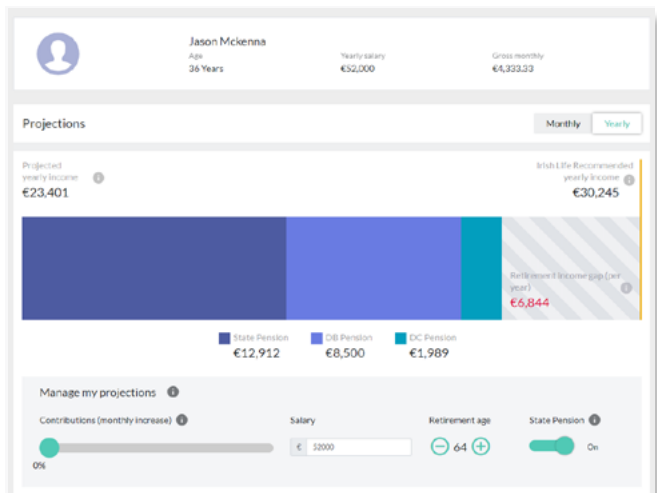 Jason Mckenna
Age
36 Years
Yearly salary
€52,000
Gross monthly
€4,333.33
Projections
Monthly
Yearly
Projected
yearly income
€23,401
Irish Life Recommended
yearly income
€30,245
Retirement income gap (per
year)
€6,844
State Pension
€12,912
DB Pension
€8,500
DC Pension
€1,989
Manage my projections
Contributions (monthly increase)
0%
Salary
€ 52000
Retirement age
64
State Pension
On